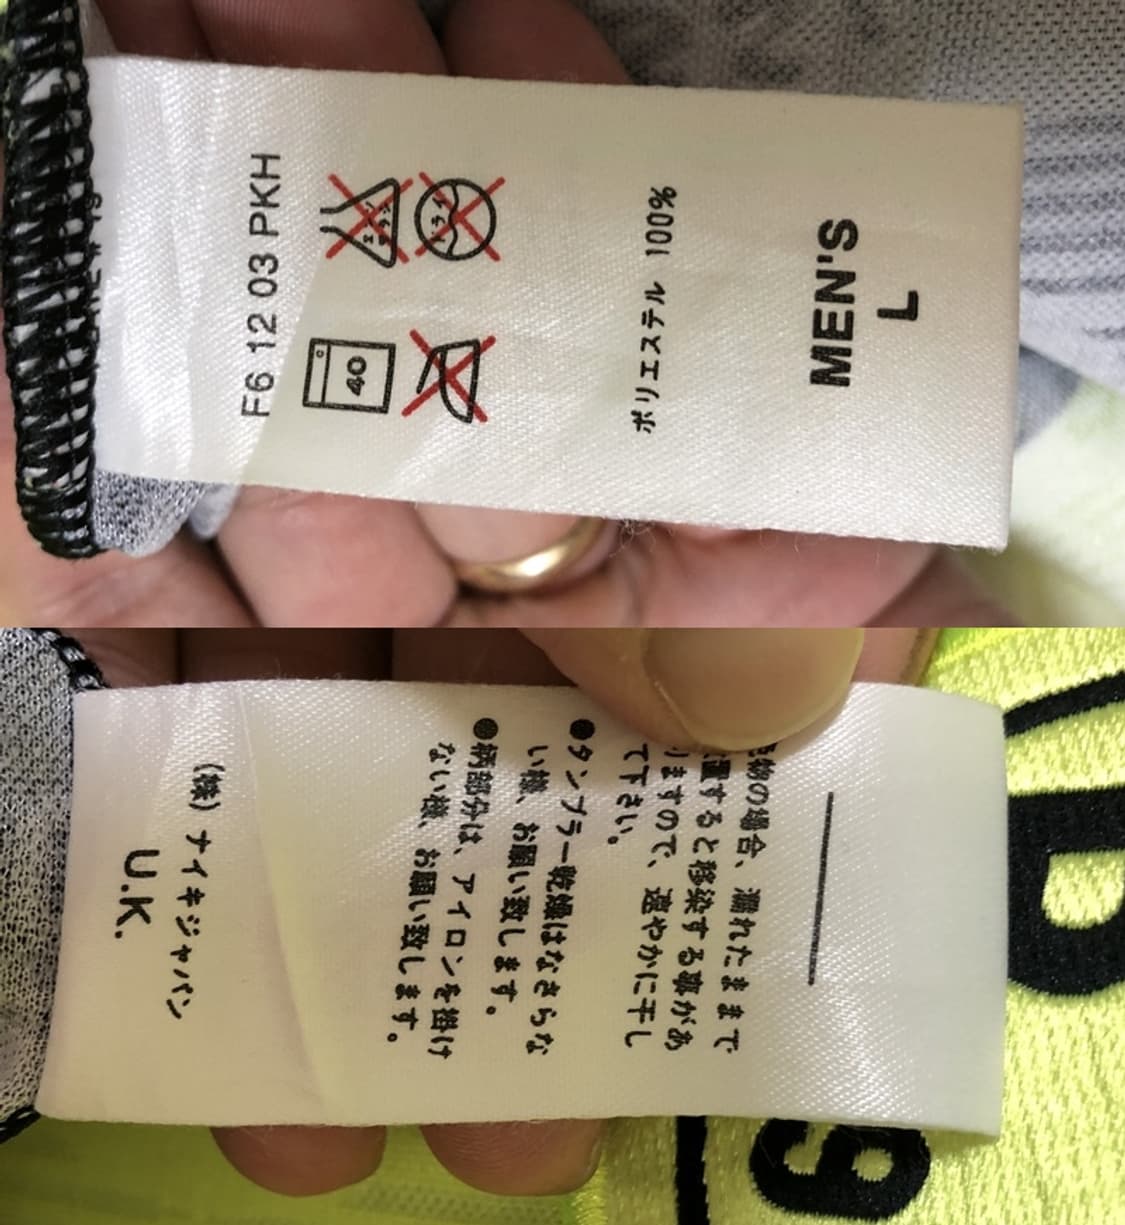 F6 12 03 PKH
40
ドライ
ポリエステル 100%
MEN'S
L
物の場合、濡れたままで
置すると移染する事があ
りますので、速やかに干し
て下さい。
●タンブラー乾燥はなさらな
い様、お願い致します。
●柄部分は、アイロンを掛け
ない様、お願い致します。
(株) ナイキジャパン
U.K.
9